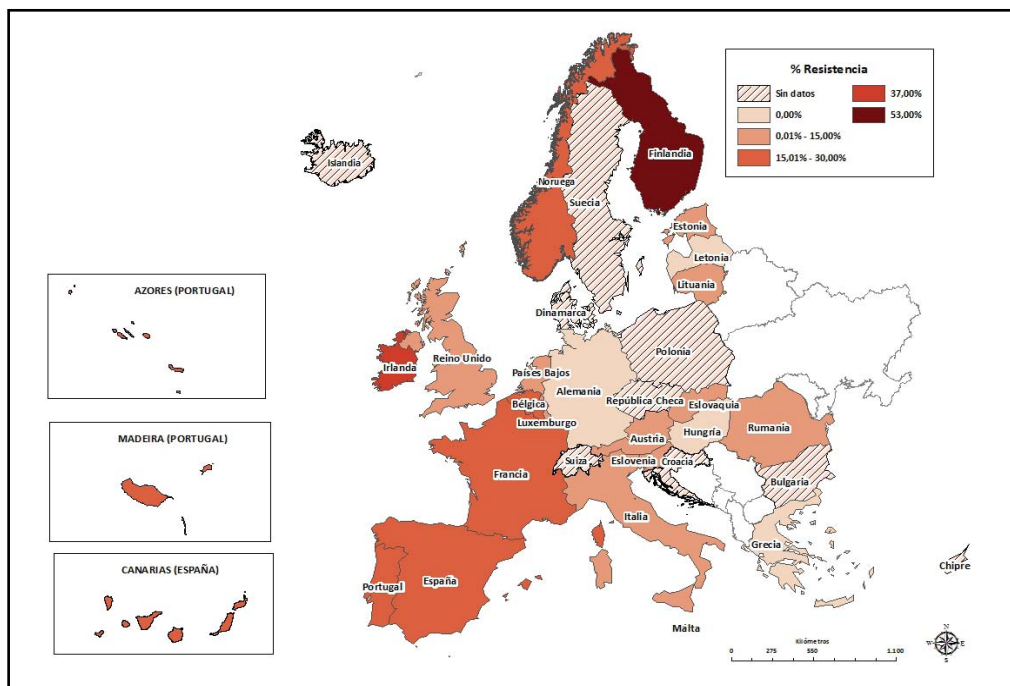 % Resistencia
Sin datos
0,00%
0,01% - 15,00%
15,01% - 30,00%
37,00%
53,00%
Islandia
Finlandia
Noruega
Suecia
Estonia
Letonia
Lituania
AZORES (PORTUGAL)
Dinamarca
Polonia
Reino Unido
Irlanda
Países Bajos
Alemania
República Checa
Bélgica
Eslovaquia
Luxemburgo
Hungría
Rumania
Austria
MADEIRA (PORTUGAL)
Suiza
Eslovenia
Croacia
Francia
Bulgaria
Italia
Grecia
Chipre
CANARIAS (ESPAÑA)
Portugal
España
Malta
Kilómetros
0 275 550 1.100
N
W E
S